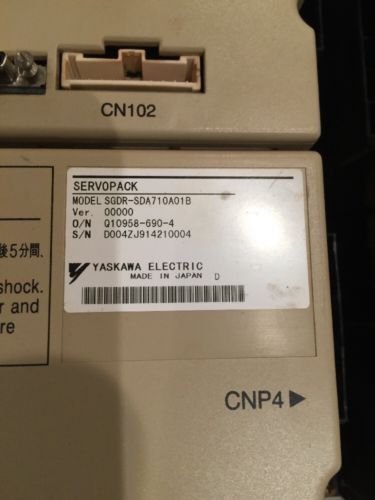 CN102
SERVOPACK
MODEL SGDR-SDA710A01B
Ver. 00000
O/N Q10958-690-4
S/N D004ZJ914210004
YASKAWA ELECTRIC
MADE IN JAPAN D
後5分間、
shock.
r and
re
CNP4►